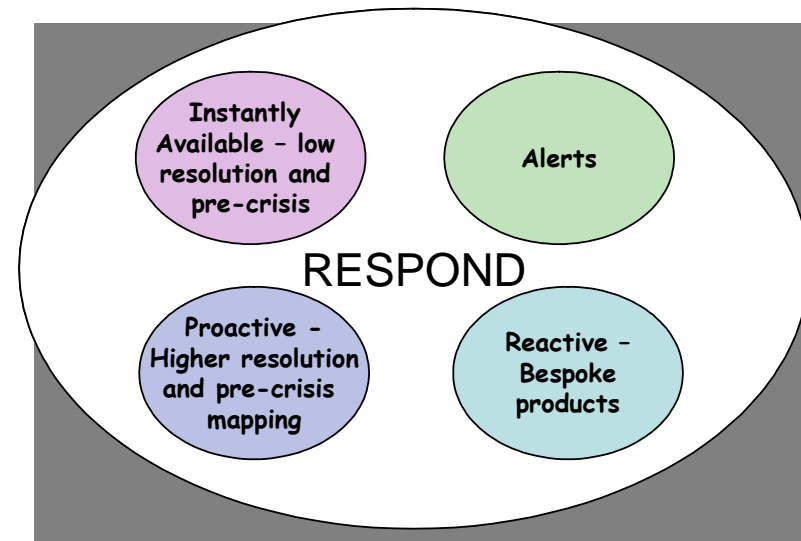 Instantly
Available – low
resolution and
pre-crisis
Alerts
RESPOND
Proactive -
Higher resolution
and pre-crisis
mapping
Reactive –
Bespoke
products